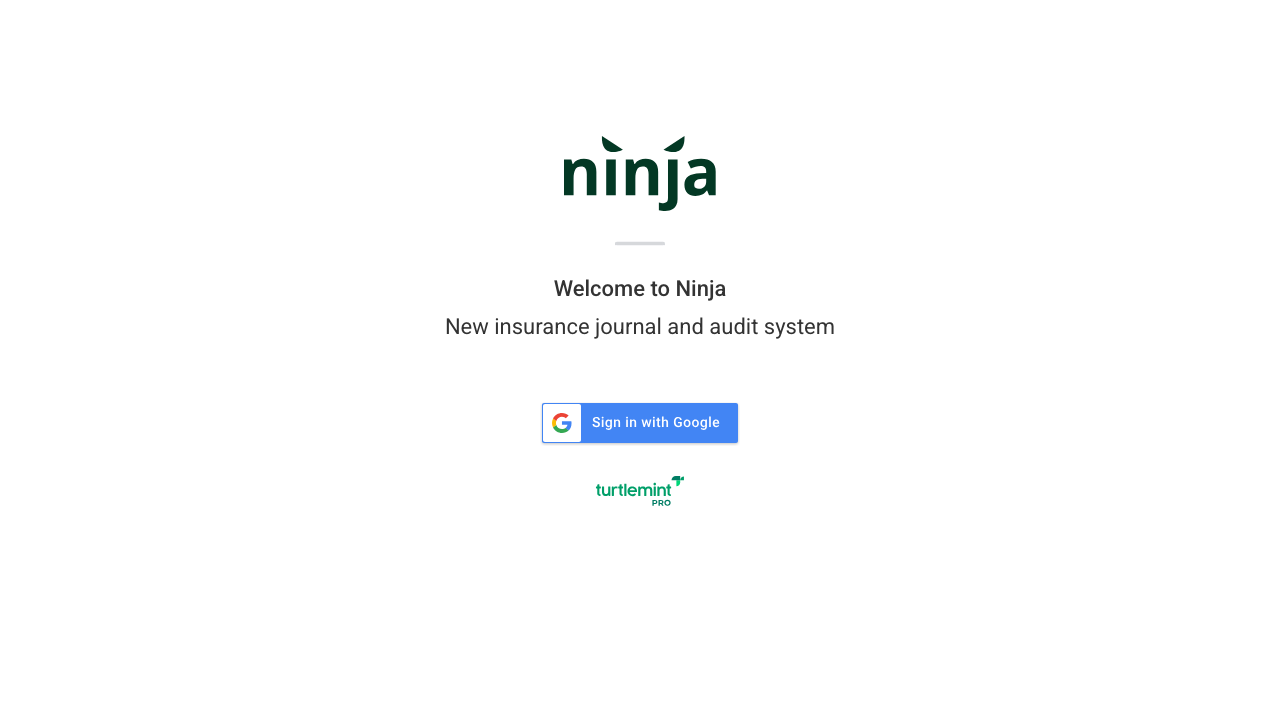 ninja
Welcome to Ninja
New insurance journal and audit system
Sign in with Google
turtlemint
PRO